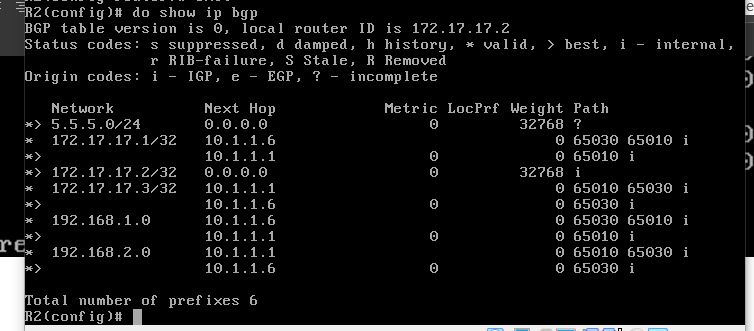 R2(config)# do show ip bgp
BGP table version is 0, local router ID is 172.17.17.2
Status codes: s suppressed, d damped, h history, * valid, > best, i - internal,
              r RIB-failure, S Stale, R Removed
Origin codes: i - IGP, e - EGP, ? - incomplete
   Network          Next Hop            Metric LocPrf Weight Path
*> 5.5.5.0/24       0.0.0.0                  0         32768 ?
*  172.17.17.1/32   10.1.1.6                               0 65030 65010 i
*>                  10.1.1.1                 0             0 65010 i
*> 172.17.17.2/32   0.0.0.0                  0         32768 i
*  172.17.17.3/32   10.1.1.1                               0 65010 65030 i
*>                  10.1.1.6                 0             0 65030 i
*  192.168.1.0      10.1.1.6                               0 65030 65010 i
*>                  10.1.1.1                 0             0 65010 i
*  192.168.2.0      10.1.1.1                               0 65010 65030 i
*>                  10.1.1.6                 0             0 65030 i
Total number of prefixes 6
R2(config)#